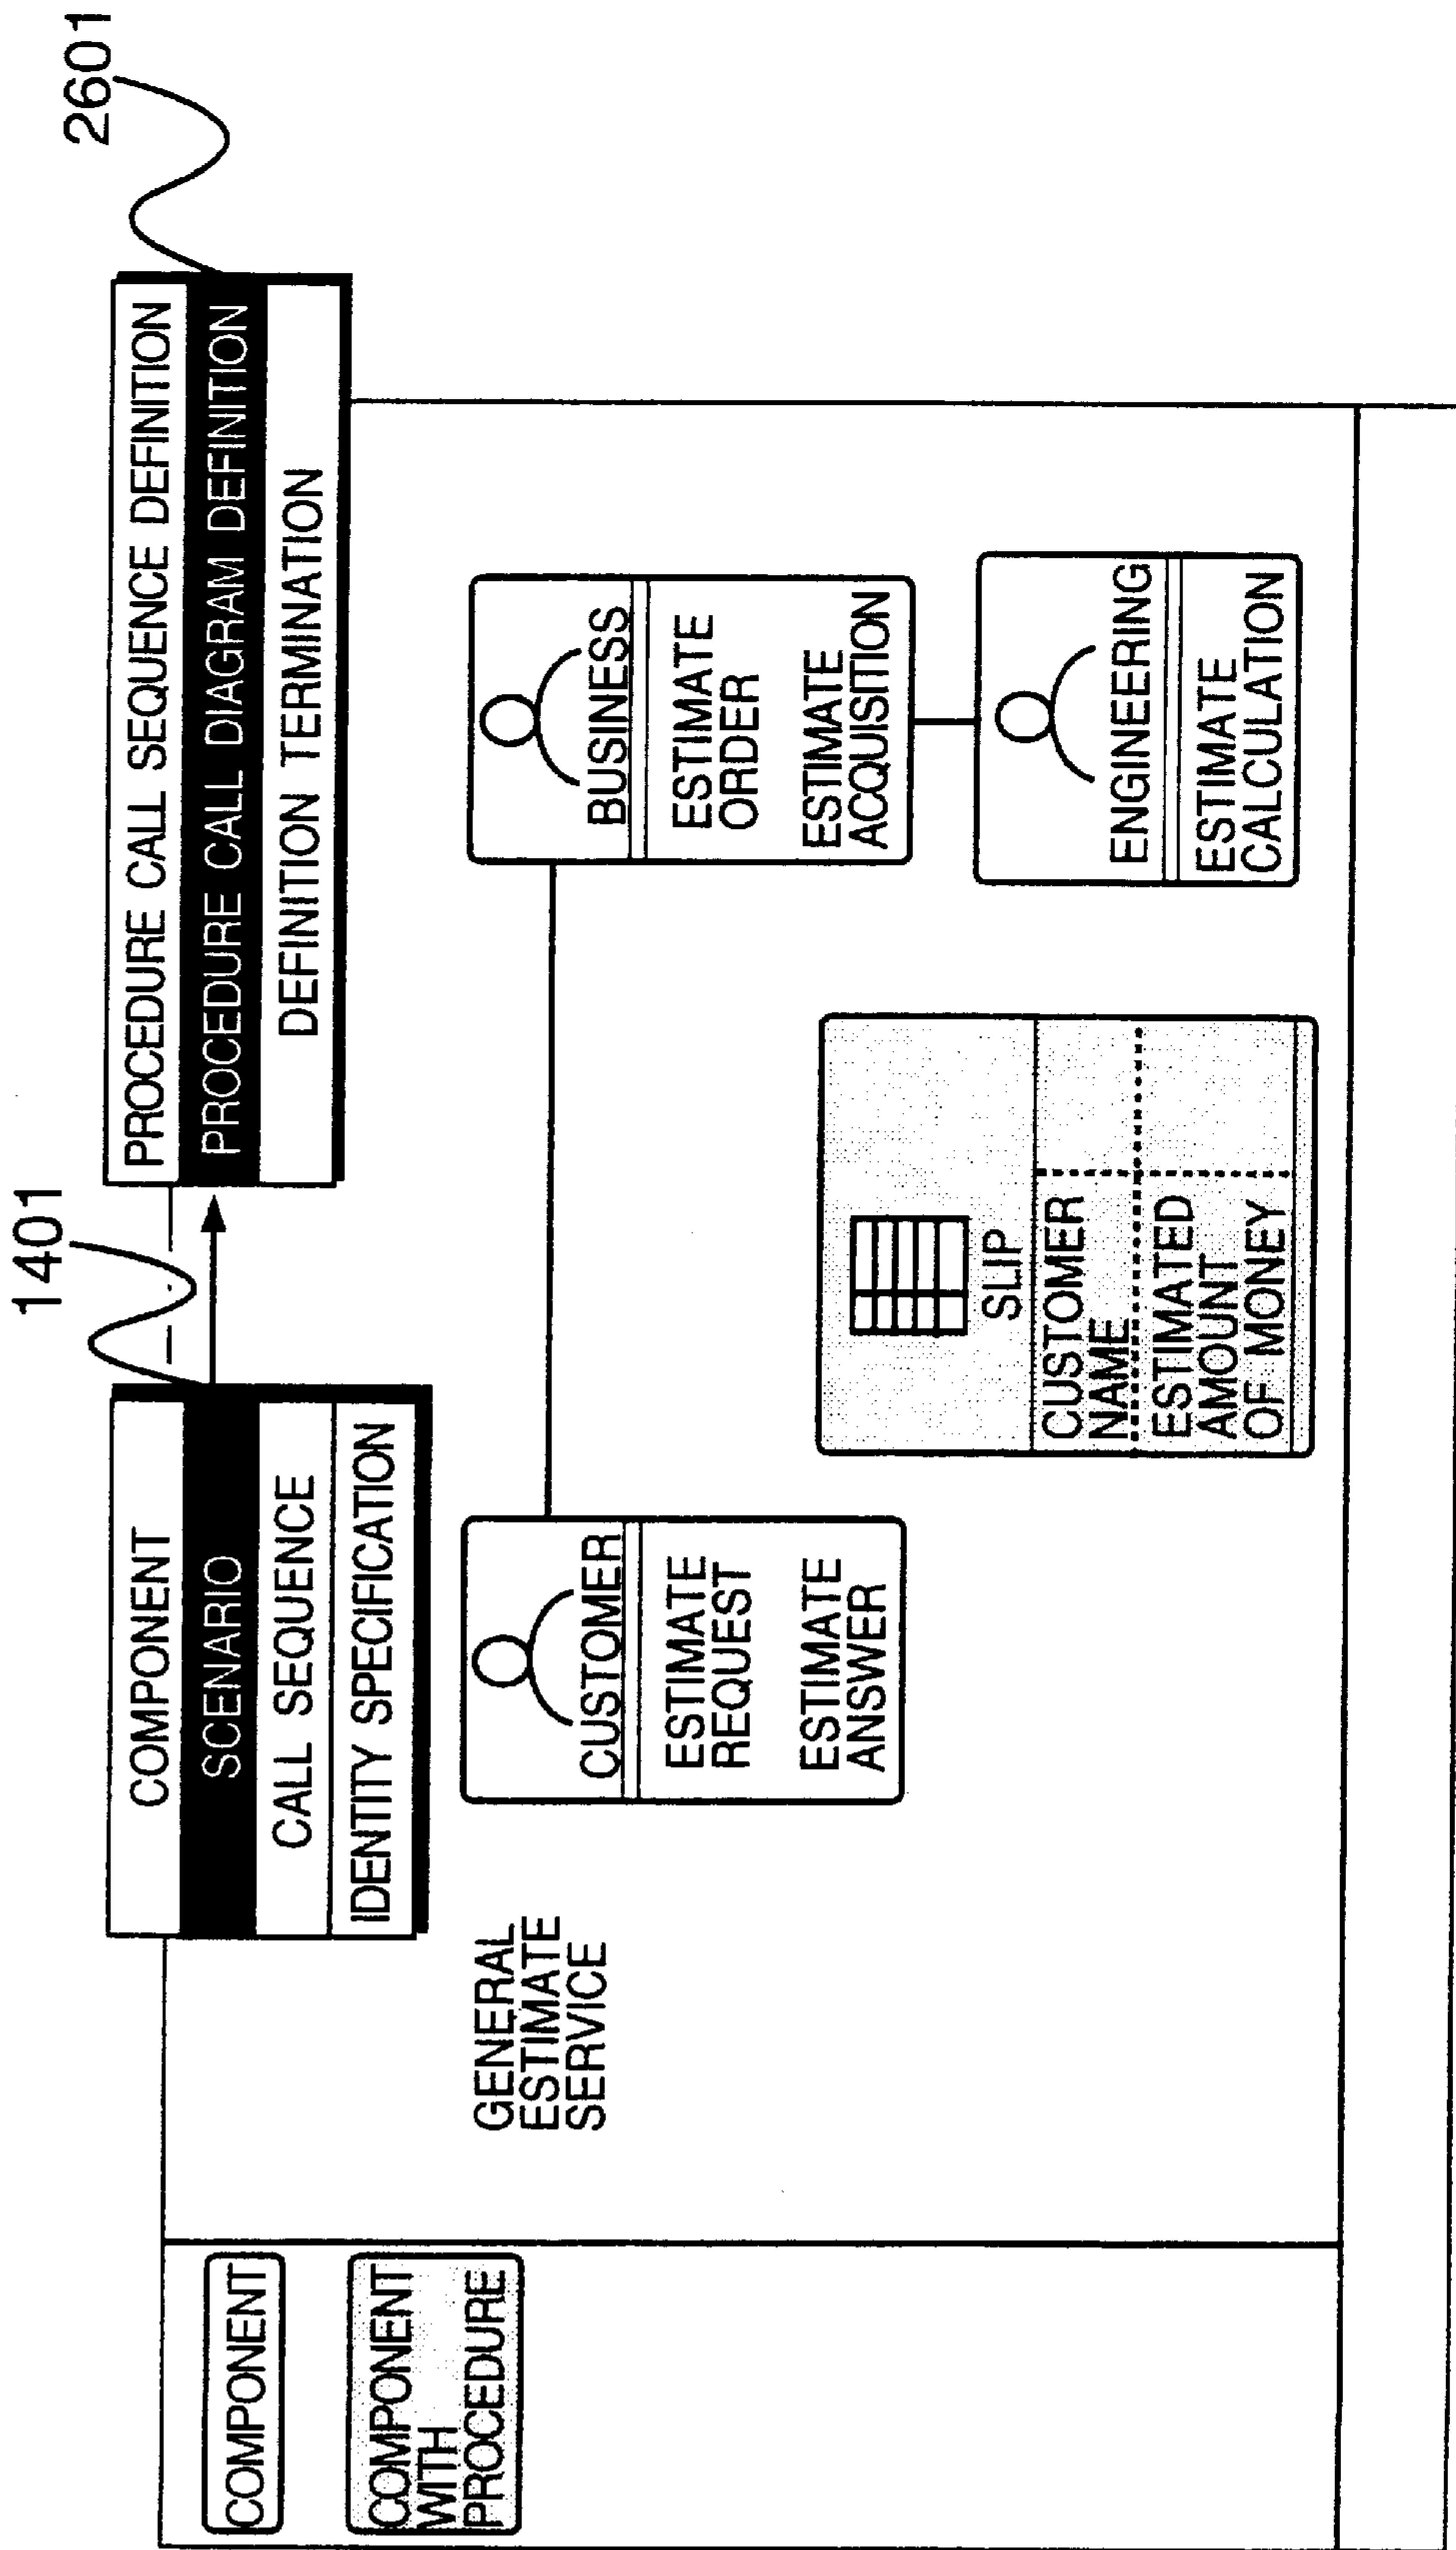 1401
2601
COMPONENT
SCENARIO
CALL SEQUENCE
IDENTITY SPECIFICATION
PROCEDURE CALL SEQUENCE DEFINITION
PROCEDURE CALL DIAGRAM DEFINITION
DEFINITION TERMINATION
COMPONENT
COMPONENT
WITH
PROCEDURE
GENERAL
ESTIMATE
SERVICE
CUSTOMER
ESTIMATE
REQUEST
ESTIMATE
ANSWER
SLIP
CUSTOMER
NAME
ESTIMATED
AMOUNT
OF MONEY
BUSINESS
ESTIMATE
ORDER
ESTIMATE
ACQUISITION
ENGINEERING
ESTIMATE
CALCULATION